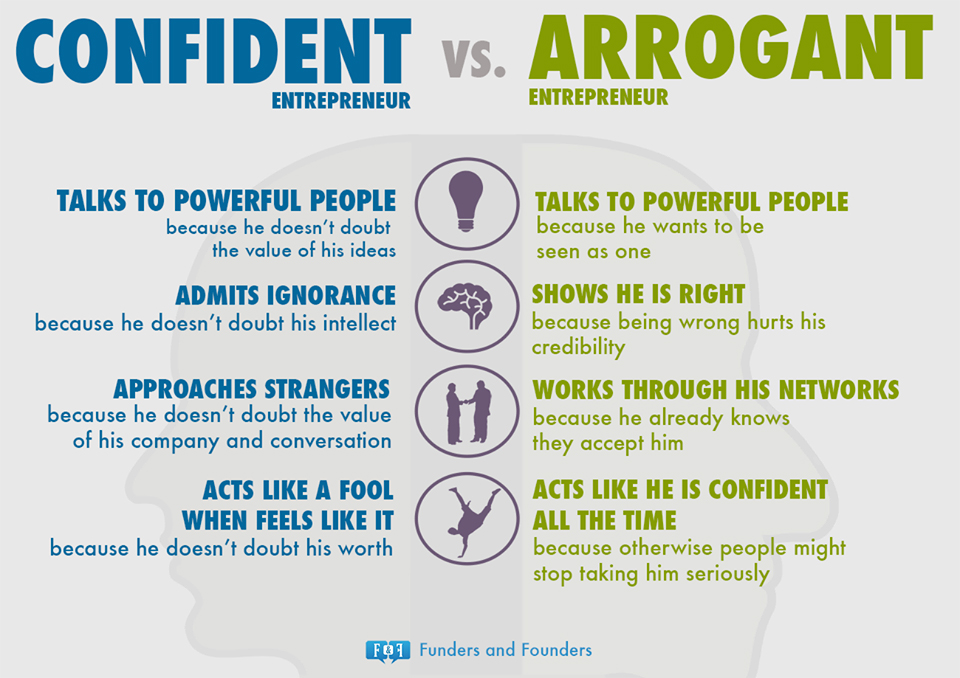 CONFIDENT
ENTREPRENEUR
VS.
ARROGANT
ENTREPRENEUR
TALKS TO POWERFUL PEOPLE
because he doesn't doubt
the value of his ideas
TALKS TO POWERFUL PEOPLE
because he wants to be
seen as one
ADMITS IGNORANCE
because he doesn't doubt his intellect
SHOWS HE IS RIGHT
because being wrong hurts his
credibility
APPROACHES STRANGERS
because he doesn't doubt the value
of his company and conversation
WORKS THROUGH HIS NETWORKS
because he already knows
they accept him
ACTS LIKE A FOOL
WHEN FEELS LIKE IT
because he doesn't doubt his worth
ACTS LIKE HE IS CONFIDENT
ALL THE TIME
because otherwise people might
stop taking him seriously
F&F Funders and Founders